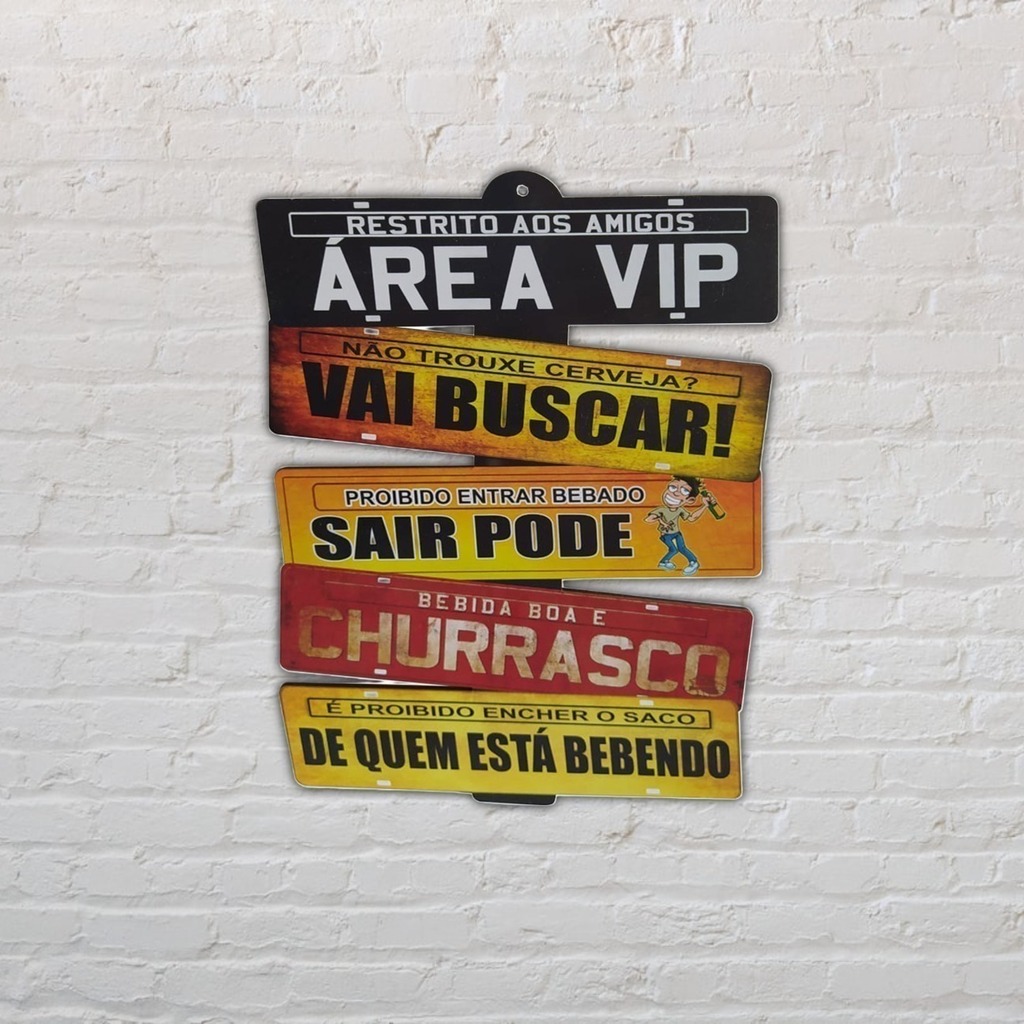 RESTRITO AOS AMIGOS
ÁREA VIP
NÃO TROUXE CERVEJA?
VAI BUSCAR!
PROIBIDO ENTRAR BEBADO
SAIR PODE
BEBIDA BOA E
CHURRASCO
É PROIBIDO ENCHER O SACO
DE QUEM ESTÁ BEBENDO